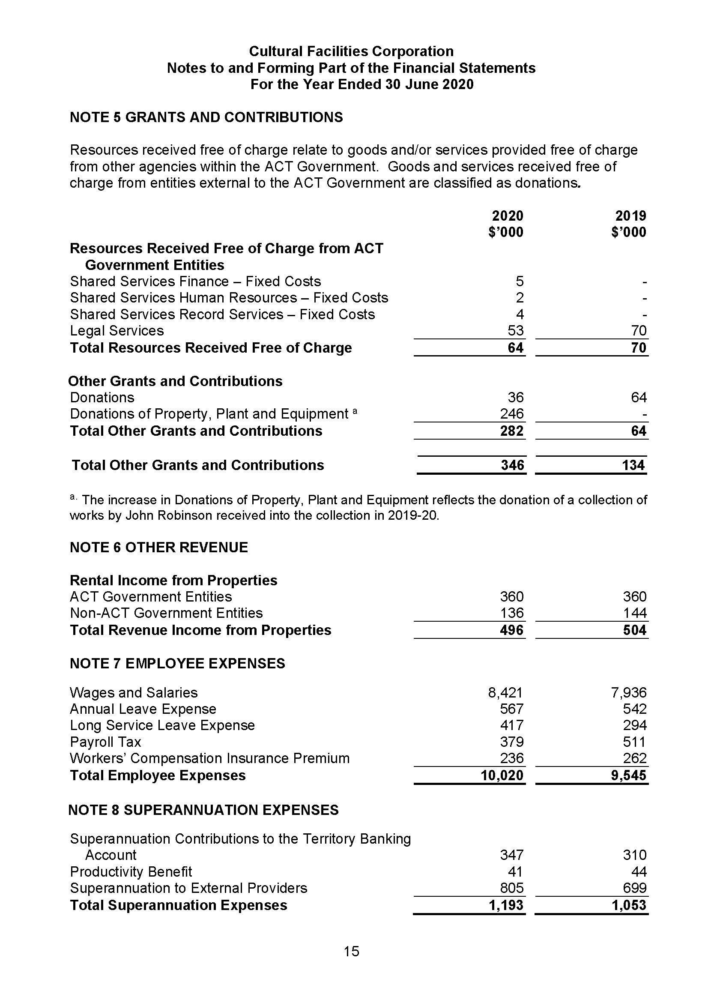 Cultural Facilities Corporation
Notes to and Forming Part of the Financial Statements
For the Year Ended 30 June 2020
NOTE 5 GRANTS AND CONTRIBUTIONS
Resources received free of charge relate to goods and/or services provided free of charge
from other agencies within the ACT Government.  Goods and services received free of
charge from entities external to the ACT Government are classified as donations.
2020 2019
$’000 $’000
Resources Received Free of Charge from ACT
Government Entities
Shared Services Finance – Fixed Costs 5 -
Shared Services Human Resources – Fixed Costs 2 -
Shared Services Record Services – Fixed Costs 4 -
Legal Services 53 70
Total Resources Received Free of Charge 64 70
Other Grants and Contributions
Donations 36 64
Donations of Property, Plant and Equipment a 246 -
Total Other Grants and Contributions 282 64
Total Other Grants and Contributions 346 134
a. The increase in Donations of Property, Plant and Equipment reflects the donation of a collection of
works by John Robinson received into the collection in 2019-20.
NOTE 6 OTHER REVENUE
Rental Income from Properties
ACT Government Entities 360 360
Non-ACT Government Entities 136 144
Total Revenue Income from Properties 496 504
NOTE 7 EMPLOYEE EXPENSES
Wages and Salaries 8,421 7,936
Annual Leave Expense 567 542
Long Service Leave Expense 417 294
Payroll Tax 379 511
Workers’ Compensation Insurance Premium 236 262
Total Employee Expenses 10,020 9,545
NOTE 8 SUPERANNUATION EXPENSES
Superannuation Contributions to the Territory Banking
Account 347 310
Productivity Benefit 41 44
Superannuation to External Providers 805 699
Total Superannuation Expenses 1,193 1,053
15